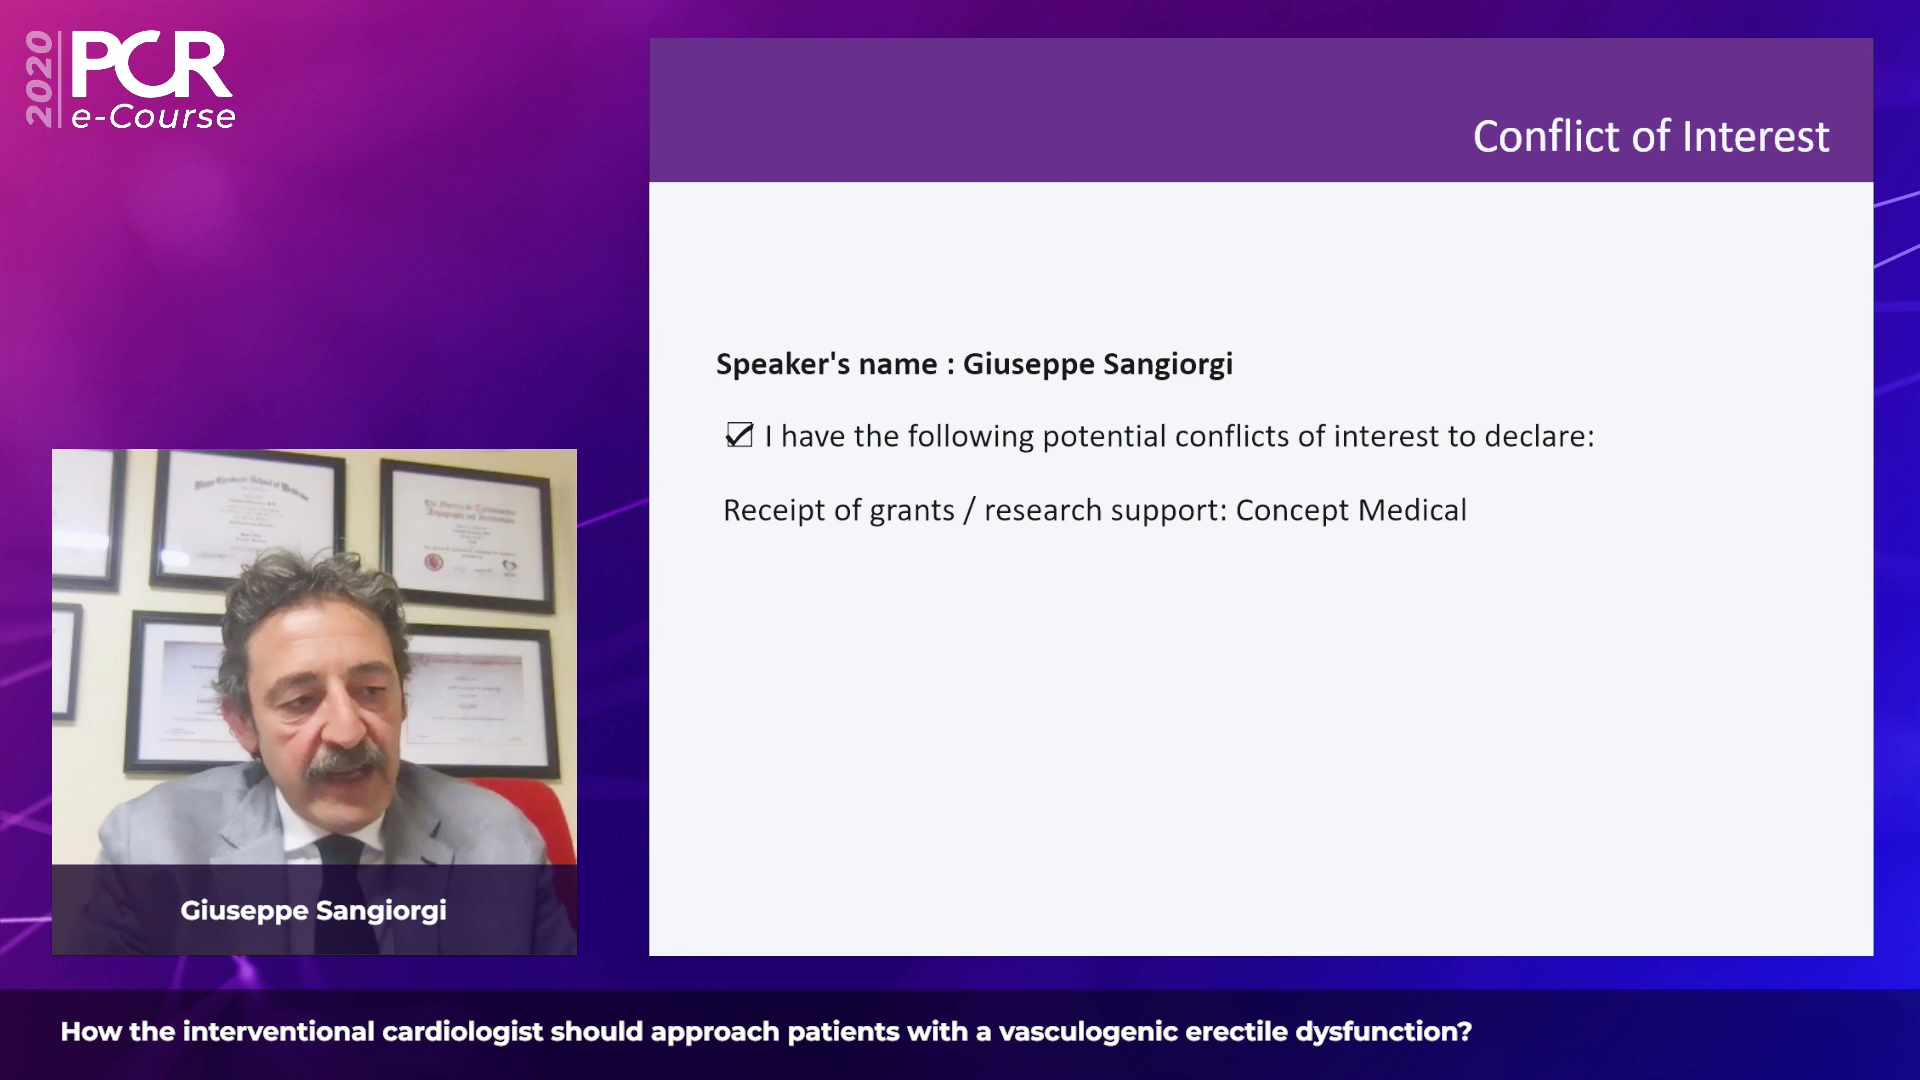 2020
PCR
e-Course
Conflict of Interest
Speaker's name : Giuseppe Sangiorgi
☑ I have the following potential conflicts of interest to declare:
Receipt of grants / research support: Concept Medical
Giuseppe Sangiorgi
How the interventional cardiologist should approach patients with a vasculogenic erectile dysfunction?